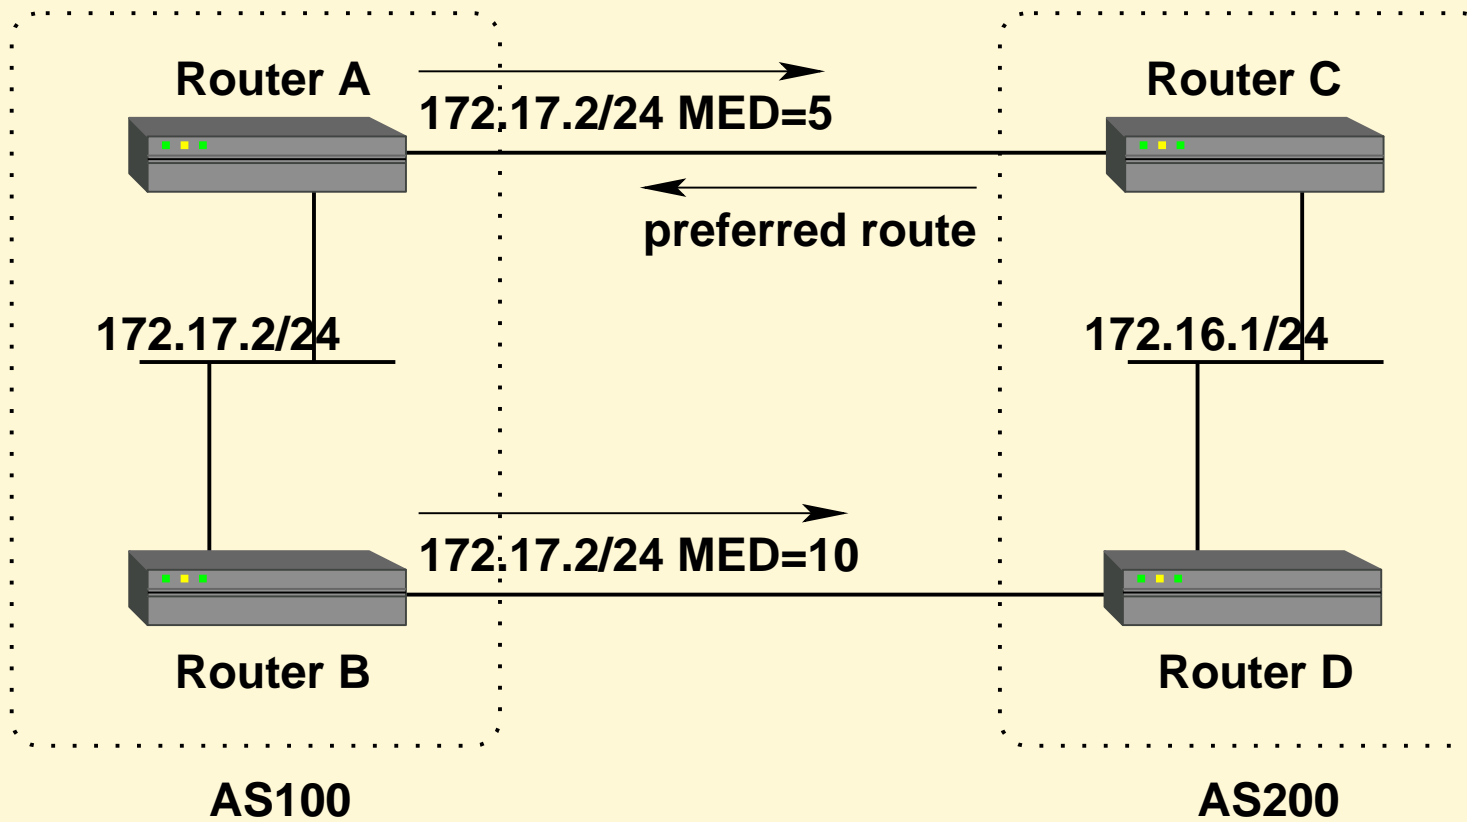 Router A
172.17.2/24 MED=5
Router C
preferred route
172.17.2/24
172.16.1/24
172.17.2/24 MED=10
Router B
Router D
AS100
AS200